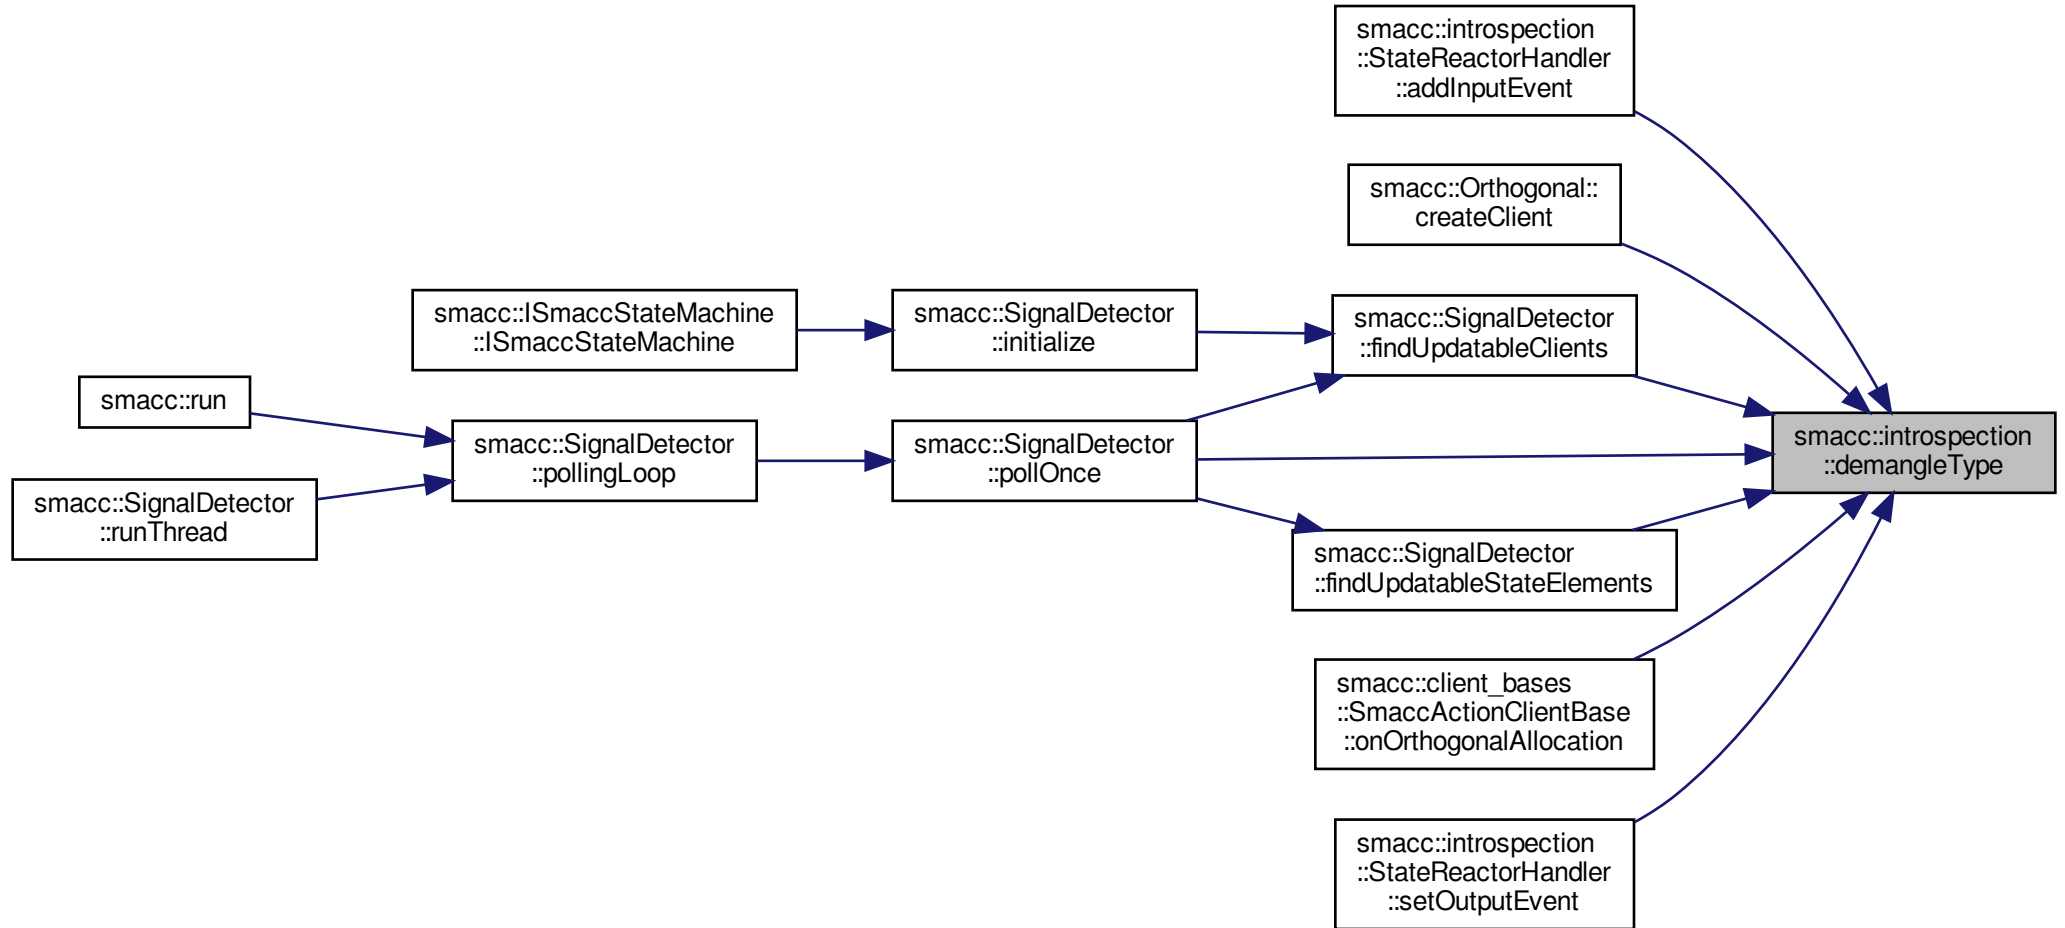 smacc::introspection
::StateReactorHandler
::addInputEvent
smacc::Orthogonal::
createClient
smacc::ISmaccStateMachine
::ISmaccStateMachine
smacc::SignalDetector
::initialize
smacc::SignalDetector
::findUpdatableClients
smacc::run
smacc::SignalDetector
::runThread
smacc::SignalDetector
::pollingLoop
smacc::SignalDetector
::pollOnce
smacc::introspection
::demangleType
smacc::SignalDetector
::findUpdatableStateElements
smacc::client_bases
::SmaccActionClientBase
::onOrthogonalAllocation
smacc::introspection
::StateReactorHandler
::setOutputEvent